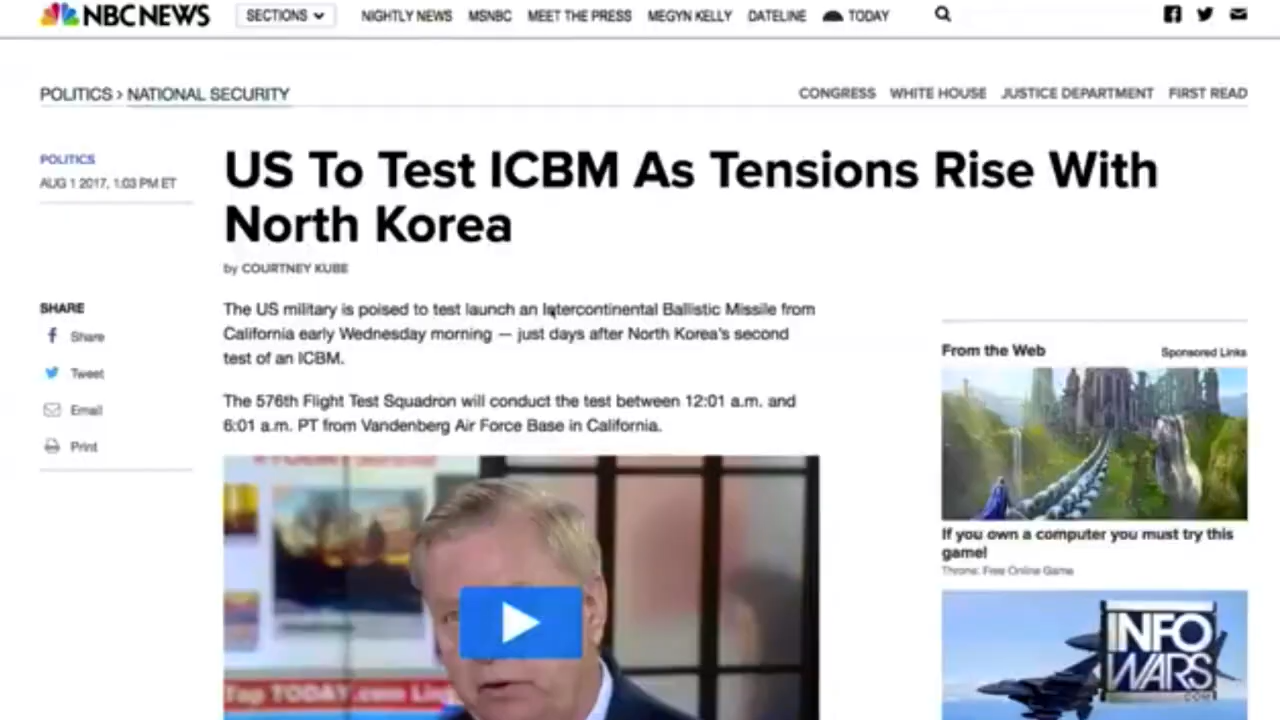 NBC NEWS
SECTIONS
NIGHTLY NEWS MSNBC MEET THE PRESS MEGYN KELLY DATELINE TODAY
POLITICS › NATIONAL SECURITY
CONGRESS WHITE HOUSE JUSTICE DEPARTMENT FIRST READ
POLITICS
AUG 1 2017, 1:03 PM ET
US To Test ICBM As Tensions Rise With
North Korea
by COURTNEY KUBE
SHARE
Share
Tweet
Email
Print
The US military is poised to test launch an Intercontinental Ballistic Missile from
California early Wednesday morning — just days after North Korea's second
test of an ICBM.
The 576th Flight Test Squadron will conduct the test between 12:01 a.m. and
6:01 a.m. PT from Vandenberg Air Force Base in California.
Tap TODAY.com
From the Web
Sponsored Links
If you own a computer you must try this
game!
Throne: Free Online Game
INFO
WARS
.COM